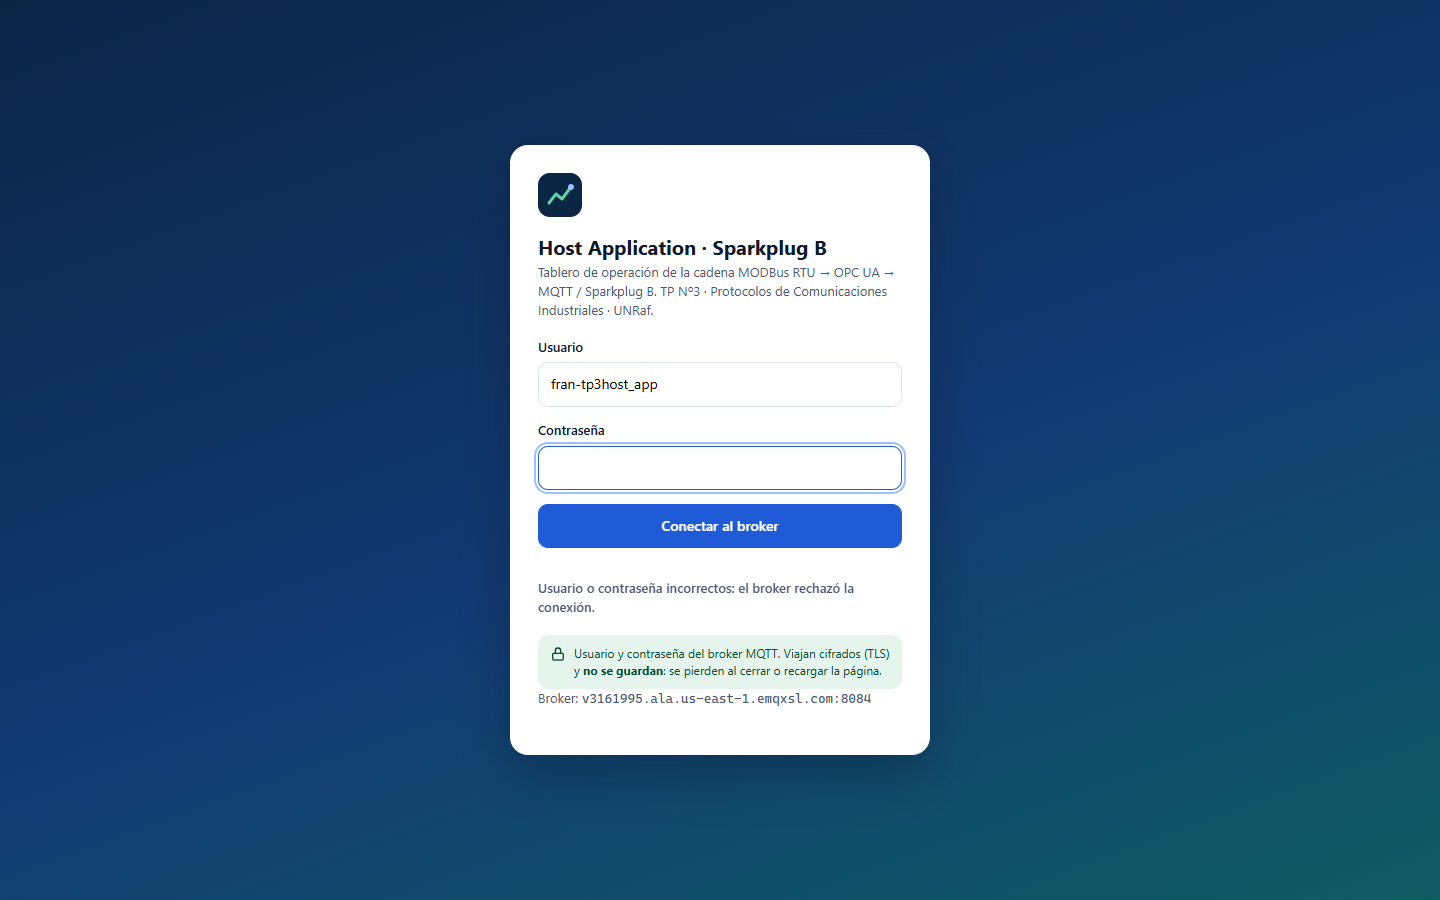 Host Application · Sparkplug B
Tablero de operación de la cadena MODBus RTU → OPC UA →
MQTT / Sparkplug B. TP Nº3 · Protocolos de Comunicaciones
Industriales · UNRaf.
Usuario
fran-tp3host_app
Contraseña
Conectar al broker
Usuario o contraseña incorrectos: el broker rechazó la
conexión.
Usuario y contraseña del broker MQTT. Viajan cifrados (TLS)
y no se guardan: se pierden al cerrar o recargar la página.
Broker: v3161995.ala.us-east-1.emqxsl.com:8084